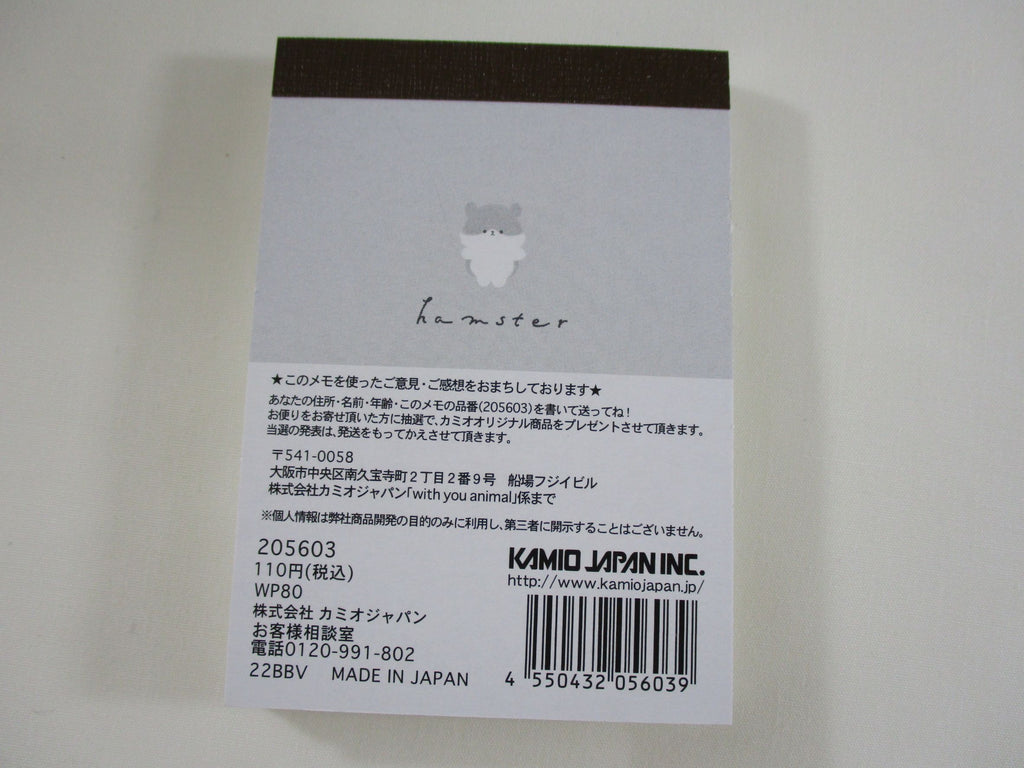 hamster
★このメモを使ったご意見・ご感想をおまちしております★
あなたの住所・名前・年齢・このメモの品番(205603)を書いて送ってね!
お便りをお寄せ頂いた方に抽選で、カミオオリジナル商品をプレゼントさせて頂きます。
当選の発表は、発送をもってかえさせて頂きます。
〒541-0058
大阪市中央区南久宝寺町2丁目2番9号 船場フジイビル
株式会社カミオジャパン「with you animal」係まで
※個人情報は弊社商品開発の目的のみに利用し、第三者に開示することはございません。
205603
110円(税込)
WP80
株式会社 カミオジャパン
お客様相談室
電話0120-991-802
22BBV MADE IN JAPAN
KAMIO JAPAN INC.
http://www.kamiojapan.jp/
4 550432 056039